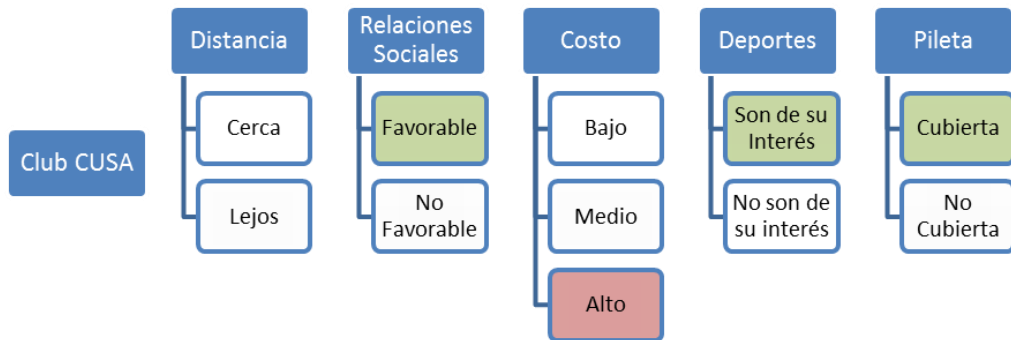 Distancia
Relaciones
Sociales
Costo
Deportes
Pileta
Club CUSA
Cerca
Favorable
Bajo
Son de su
Interés
Cubierta
Lejos
No
Favorable
Medio
No son de
su interés
No
Cubierta
Alto